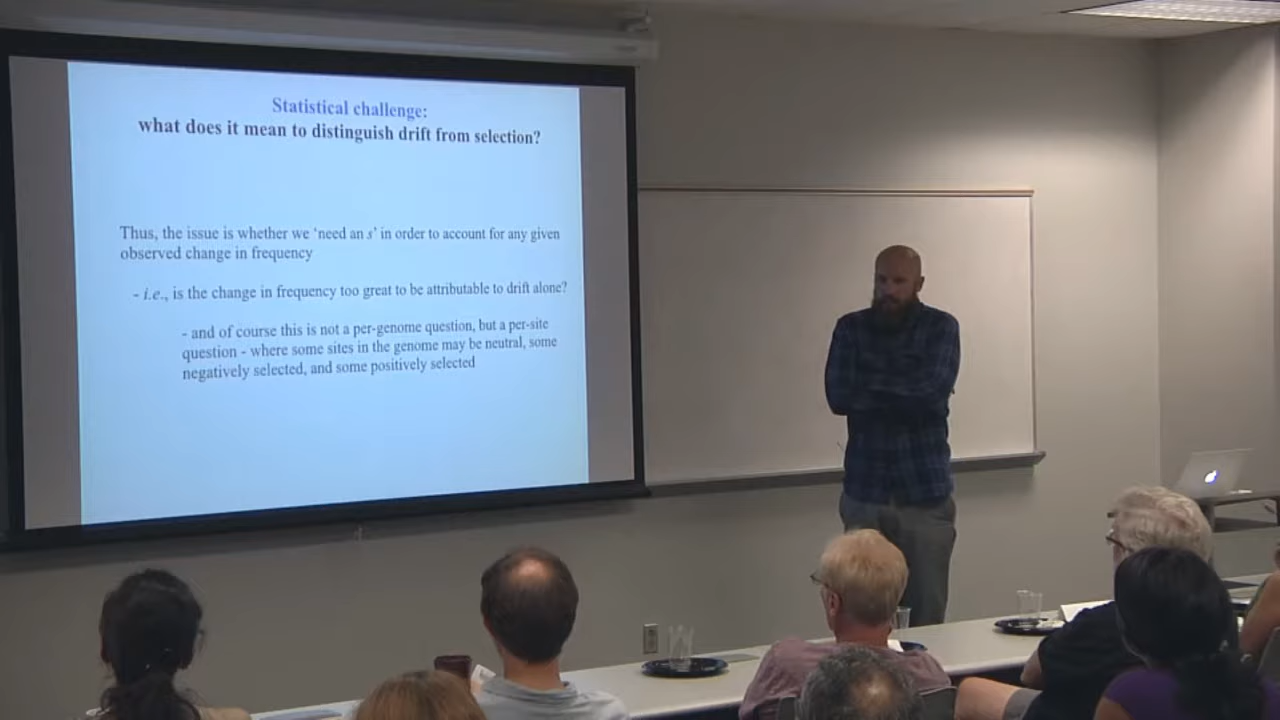 Statistical challenge:
what does it mean to distinguish drift from selection?
Thus, the issue is whether we ‘need an s’ in order to account for any given
observed change in frequency
- i.e., is the change in frequency too great to be attributable to drift alone?
- and of course this is not a per-genome question, but a per-site
question - where some sites in the genome may be neutral, some
negatively selected, and some positively selected